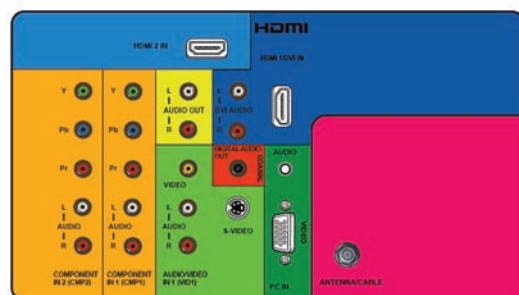 HDMI
HDMI 2 IN
HDMI 1/DVI IN
Y
Y
L
AUDIO OUT
R
L
DVI AUDIO
R
Pb
Pb
Pr
Pr
VIDEO
DIGITAL AUDIO
OUT
COAXIAL
AUDIO
L
AUDIO
R
L
AUDIO
R
L
AUDIO
R
S-VIDEO
VIDEO
COMPONENT
IN 2 (CMP2)
COMPONENT
IN 1 (CMP1)
AUDIO/VIDEO
IN 1 (VID1)
PC IN
ANTENNA/CABLE